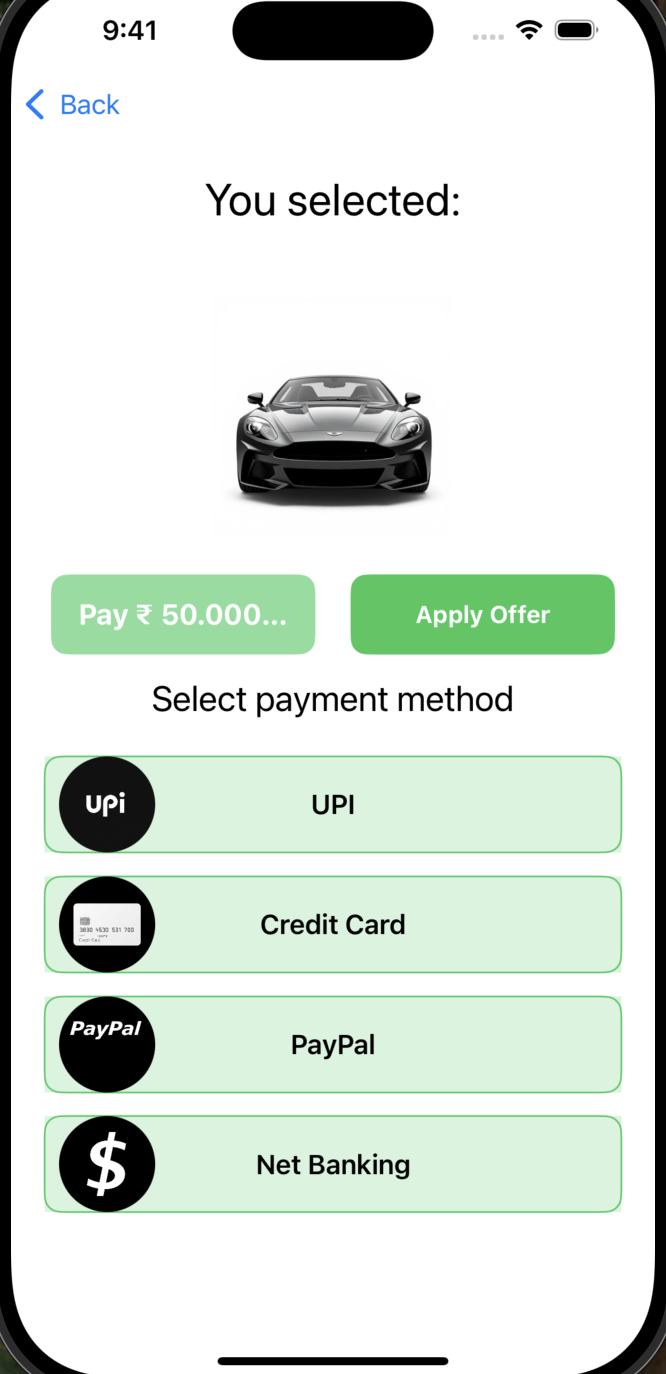 9:41
Back
You selected:
Pay ₹ 50.000...
Apply Offer
Select payment method
UPI
UPI
3830 4530 531 700
Credit Card
PayPal
PayPal
$
Net Banking